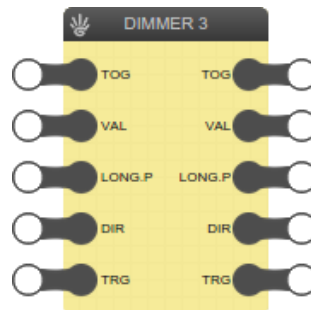 DIMMER 3
TOG TOG
VAL VAL
LONG.P LONG.P
DIR DIR
TRG TRG